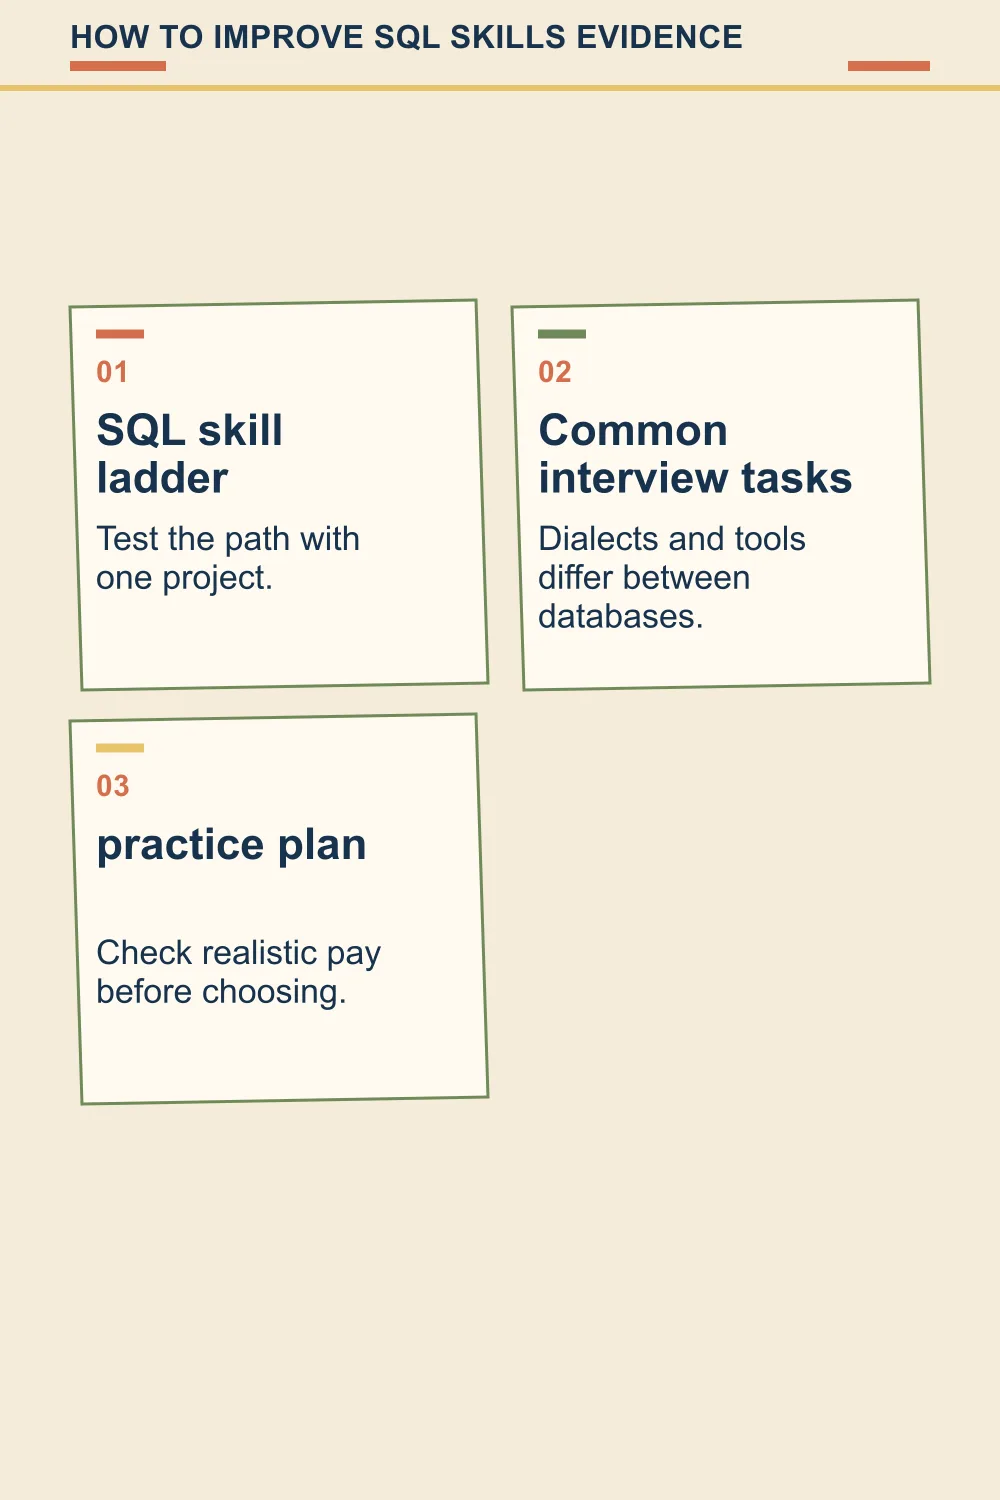 HOW TO IMPROVE SQL SKILLS EVIDENCE
01
SQL skill
ladder
Test the path with
one project.
02
Common
interview tasks
Dialects and tools
differ between
databases.
03
practice plan
Check realistic pay
before choosing.